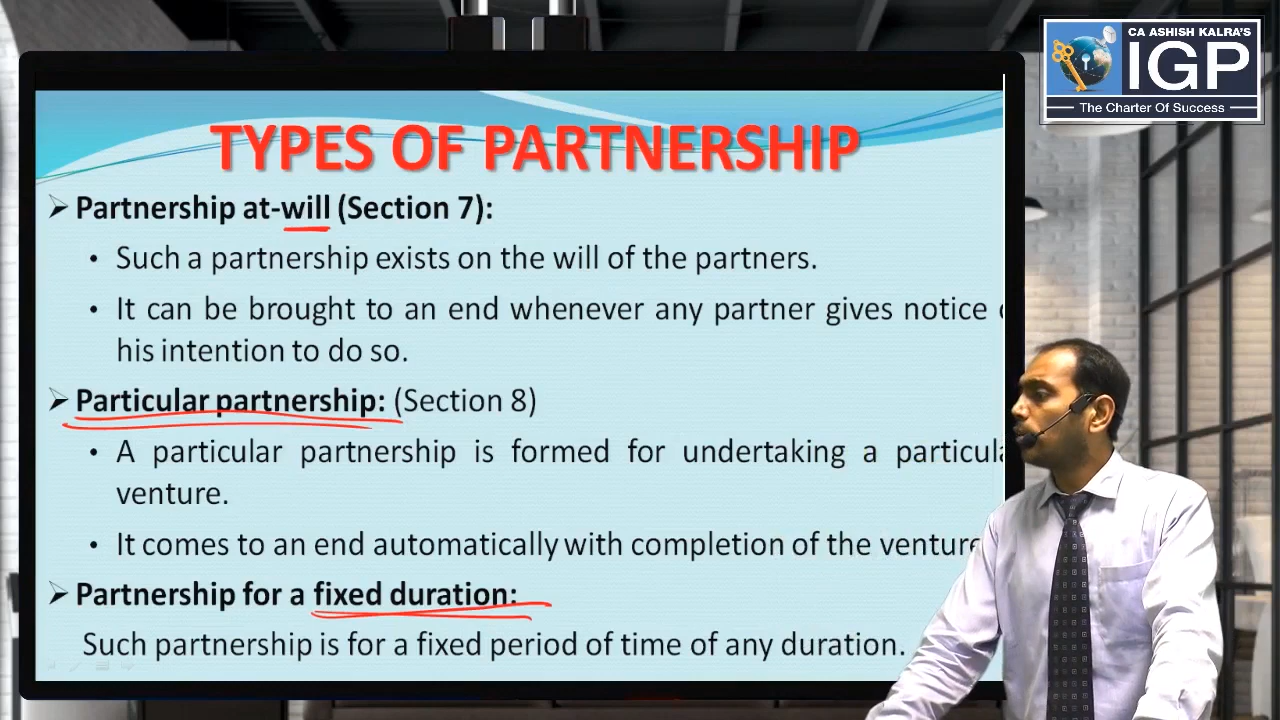 CA ASHISH KALRA'S
IGP
The Charter Of Success
TYPES OF PARTNERSHIP
Partnership at-will (Section 7):
Such a partnership exists on the will of the partners.
It can be brought to an end whenever any partner gives notice
his intention to do so.
Particular partnership: (Section 8)
A particular partnership is formed for undertaking a
venture.
It comes to an end automatically with completion of the venture
Partnership for a fixed duration:
Such partnership is for a fixed period of time of any duration.